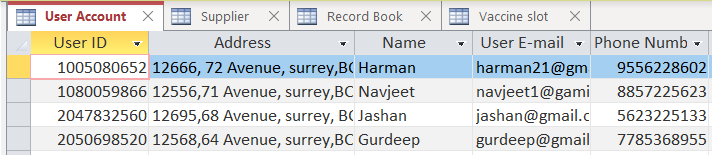 User Account Supplier Record Book Vaccine slot
User ID Address Name User E-mail Phone Numb
1005080652 12666, 72 Avenue, surrey,BC Harman harman21@gm 9556228602
1080059866 12556,71 Avenue, surrey,BC Navjeet navjeet1@gami 8857225623
2047832560 12695,68 Avenue, surrey,BC Jashan jashan@gmail.c 5623225133
2050698520 12568,64 Avenue, surrey,BC Gurdeep gurdeep@gmail 7785368955